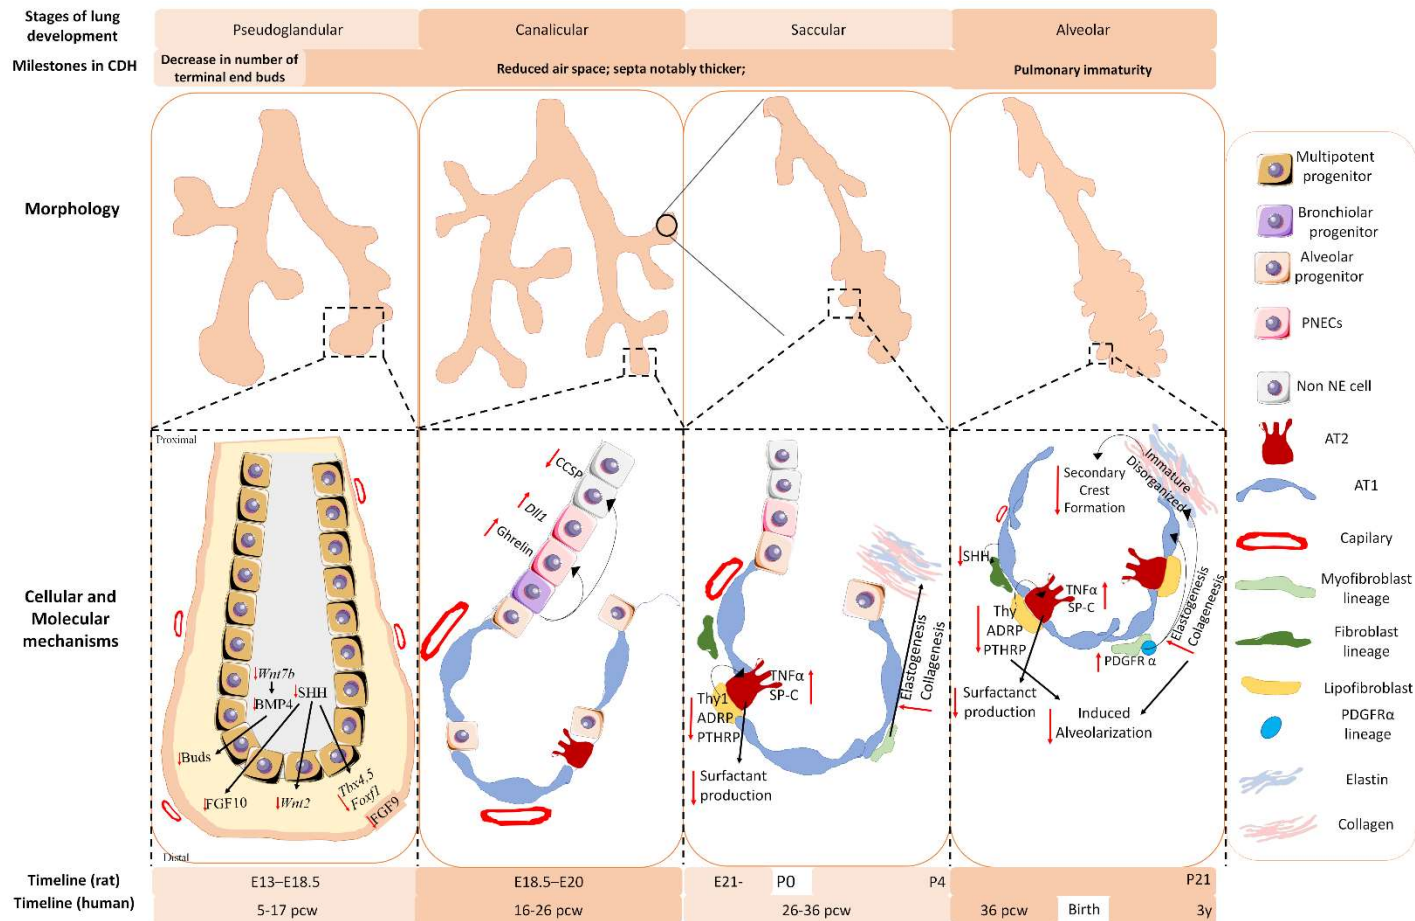 Stages of lung
development
Pseudoglandular
Canalicular
Saccular
Alveolar
Milestones in CDH
Decrease in number of
terminal end buds
Reduced air space; septa notably thicker;
Pulmonary immaturity
Morphology
Cellular and
Molecular
mechanisms
Proximal
Wnt7b
SHH
BMP4
Buds
FGF10
Wnt2
Tbx4,5
Foxf1
FGF9
Distal
CCSP
Dll1
Ghrelin
TNFα
SP-C
Thy1
ADRP
PTHRP
Surfactant
production
Elastogenesis
Collagenesis
Secondary
Crest
Formation
Immature
Disorganized
SHH
TNFα
SP-C
Thy
ADRP
PTHRP
PDGFR α
Elastogenesis
Colageneesis
Surfactanct
production
Induced
Alveolarization
Multipotent
progenitor
Bronchiolar
progenitor
Alveolar
progenitor
PNECs
Non NE cell
AT2
AT1
Capilary
Myofibroblast
lineage
Fibroblast
lineage
Lipofibroblast
PDGFRα
lineage
Elastin
Collagen
Timeline (rat)
E13–E18.5
E18.5–E20
E21-
P0
P4
P21
Timeline (human)
5-17 pcw
16-26 pcw
26-36 pcw
36 pcw
Birth
3y